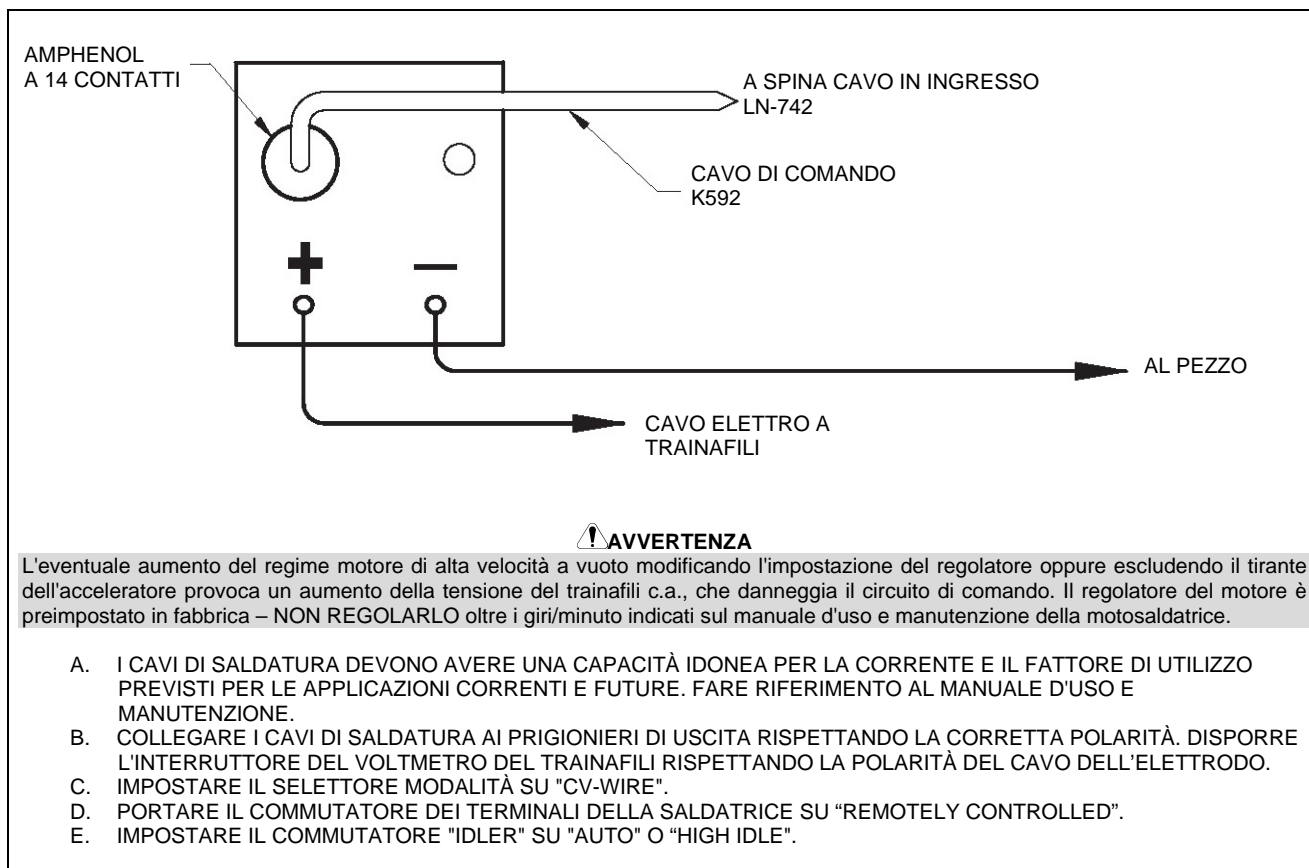 AMPHENOL
A 14 CONTATTI
A SPINA CAVO IN INGRESSO
LN-742
CAVO DI COMANDO
K592
+ −
AL PEZZO
CAVO ELETTRO A
TRAINAFILI
AVVERTENZA
L'eventuale aumento del regime motore di alta velocità a vuoto modificando l'impostazione del regolatore oppure escludendo il tirante
dell'acceleratore provoca un aumento della tensione del trainafili c.a., che danneggia il circuito di comando. Il regolatore del motore è
preimpostato in fabbrica – NON REGOLARLO oltre i giri/minuto indicati sul manuale d'uso e manutenzione della motosaldatrice.
A. I CAVI DI SALDATURA DEVONO AVERE UNA CAPACITÀ IDONEA PER LA CORRENTE E IL FATTORE DI UTILIZZO
PREVISTI PER LE APPLICAZIONI CORRENTI E FUTURE. FARE RIFERIMENTO AL MANUALE D'USO E
MANUTENZIONE.
B. COLLEGARE I CAVI DI SALDATURA AI PRIGIONIERI DI USCITA RISPETTANDO LA CORRETTA POLARITÀ. DISPORRE
L'INTERRUTTORE DEL VOLTMETRO DEL TRAINAFILI RISPETTANDO LA POLARITÀ DEL CAVO DELL’ELETTRODO.
C. IMPOSTARE IL SELETTORE MODALITÀ SU "CV-WIRE".
D. PORTARE IL COMMUTATORE DEI TERMINALI DELLA SALDATRICE SU “REMOTELY CONTROLLED”.
E. IMPOSTARE IL COMMUTATORE "IDLER" SU "AUTO" O “HIGH IDLE".